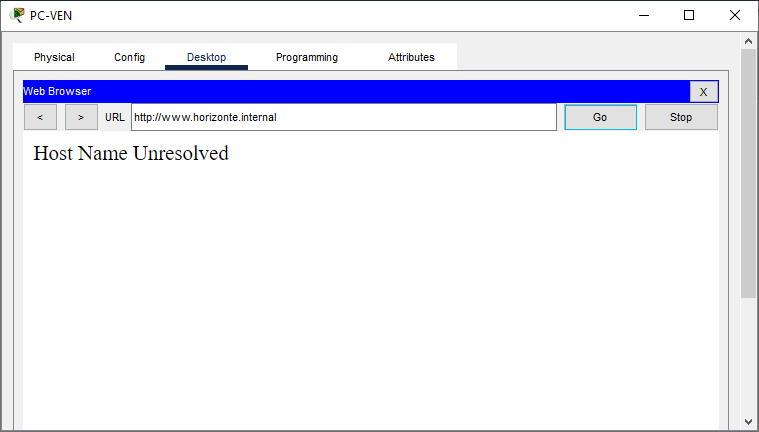 PC-VEN
Physical Config Desktop Programming Attributes
Web Browser X
< > URL http://www.horizonte.internal Go Stop
Host Name Unresolved